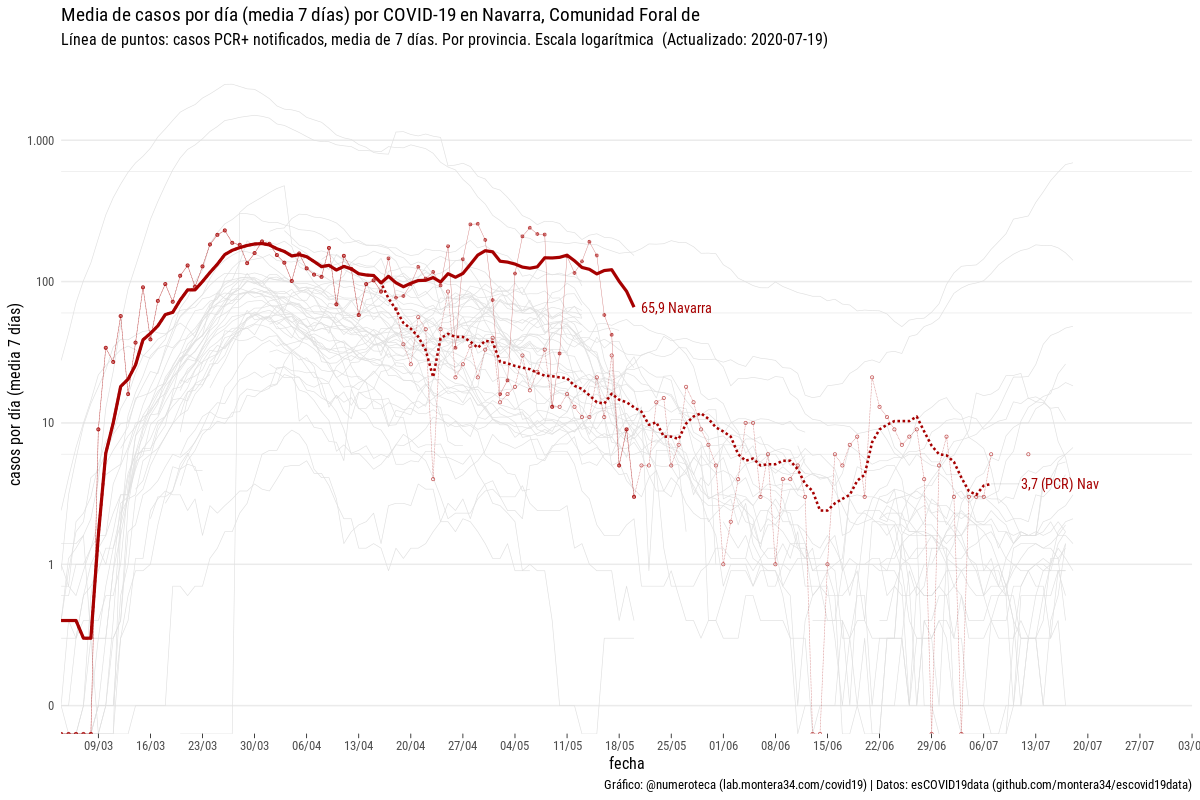 Media de casos por día (media 7 días) por COVID-19 en Navarra, Comunidad Foral de
Línea de puntos: casos PCR+ notificados, media de 7 días. Por provincia. Escala logarítmica (Actualizado: 2020-07-19)
casos por día (media 7 días)
1.000
100
10
1
0
65,9 Navarra
3,7 (PCR) Nav
09/03 16/03 23/03 30/03 06/04 13/04 20/04 27/04 04/05 11/05 18/05 25/05 01/06 08/06 15/06 22/06 29/06 06/07 13/07 20/07 27/07 03/0
fecha
Gráfico: @numeroteca (lab.montera34.com/covid19) | Datos: esCOVID19data (github.com/montera34/escovid19data)